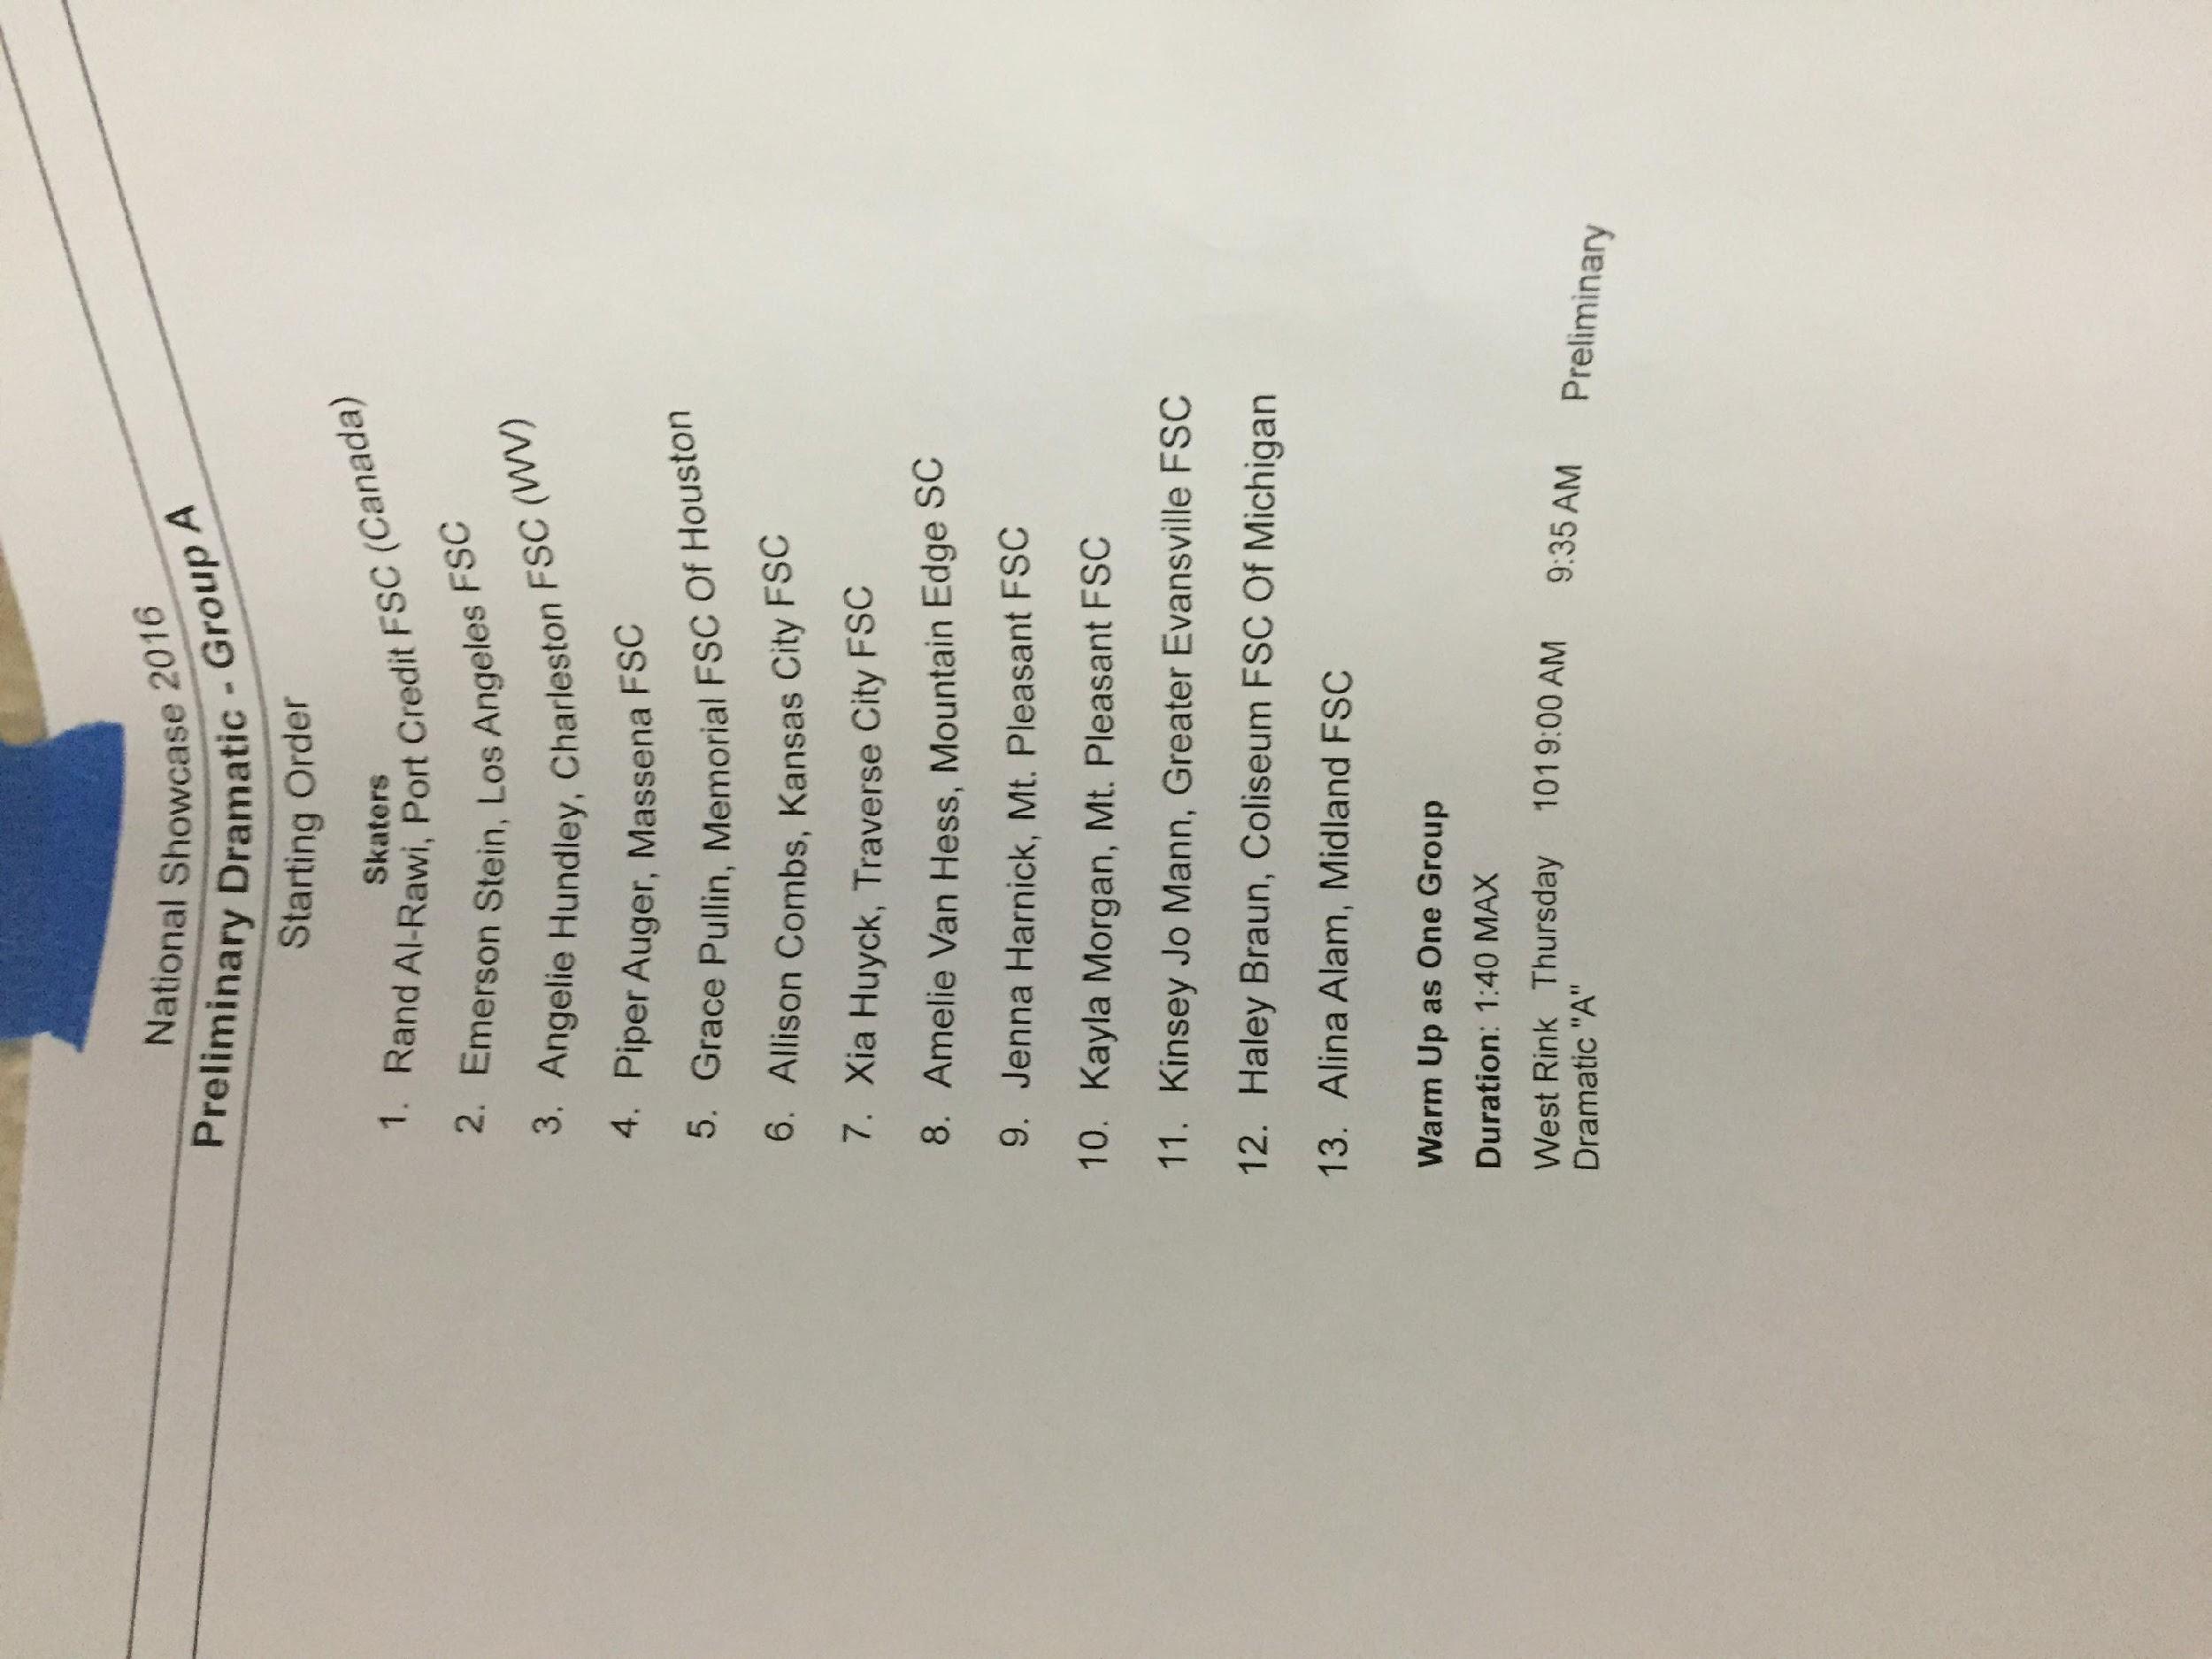 National Showcase 2016
Preliminary Dramatic - Group A
Starting Order
Skaters
1. Rand Al-Rawi, Port Credit FSC (Canada)
2. Emerson Stein, Los Angeles FSC
3. Angelie Hundley, Charleston FSC (WV)
4. Piper Auger, Massena FSC
5. Grace Pullin, Memorial FSC Of Houston
6. Allison Combs, Kansas City FSC
7. Xia Huyck, Traverse City FSC
8. Amelie Van Hess, Mountain Edge SC
9. Jenna Harnick, Mt. Pleasant FSC
10. Kayla Morgan, Mt. Pleasant FSC
11. Kinsey Jo Mann, Greater Evansville FSC
12. Haley Braun, Coliseum FSC Of Michigan
13. Alina Alam, Midland FSC
Warm Up as One Group
Duration: 1:40 MAX
West Rink Thursday 101 9:00 AM 9:35 AM Preliminary
Dramatic "A"